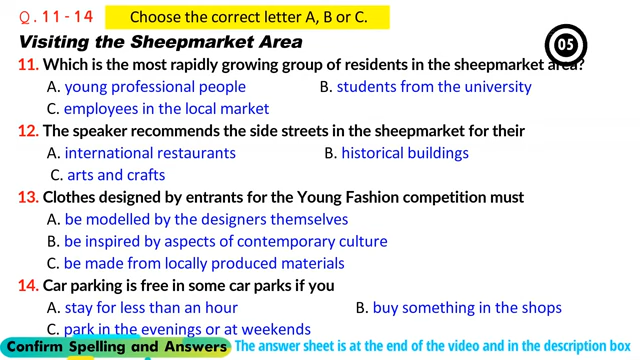 Q. 11-14 Choose the correct letter A, B or C.
Visiting the Sheepmarket Area
05
11. Which is the most rapidly growing group of residents in the sheepmarket area?
A. young professional people B. students from the university
C. employees in the local market
12. The speaker recommends the side streets in the sheepmarket for their
A. international restaurants B. historical buildings
C. arts and crafts
13. Clothes designed by entrants for the Young Fashion competition must
A. be modelled by the designers themselves
B. be inspired by aspects of contemporary culture
C. be made from locally produced materials
14. Car parking is free in some car parks if you
A. stay for less than an hour B. buy something in the shops
C. park in the evenings or at weekends
Confirm Spelling and Answers The answer sheet is at the end of the video and in the description box